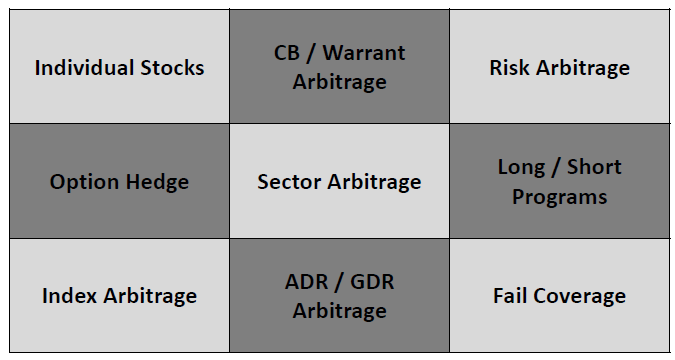 Individual Stocks
CB / Warrant
Arbitrage
Risk Arbitrage
Option Hedge
Sector Arbitrage
Long / Short
Programs
Index Arbitrage
ADR / GDR
Arbitrage
Fail Coverage